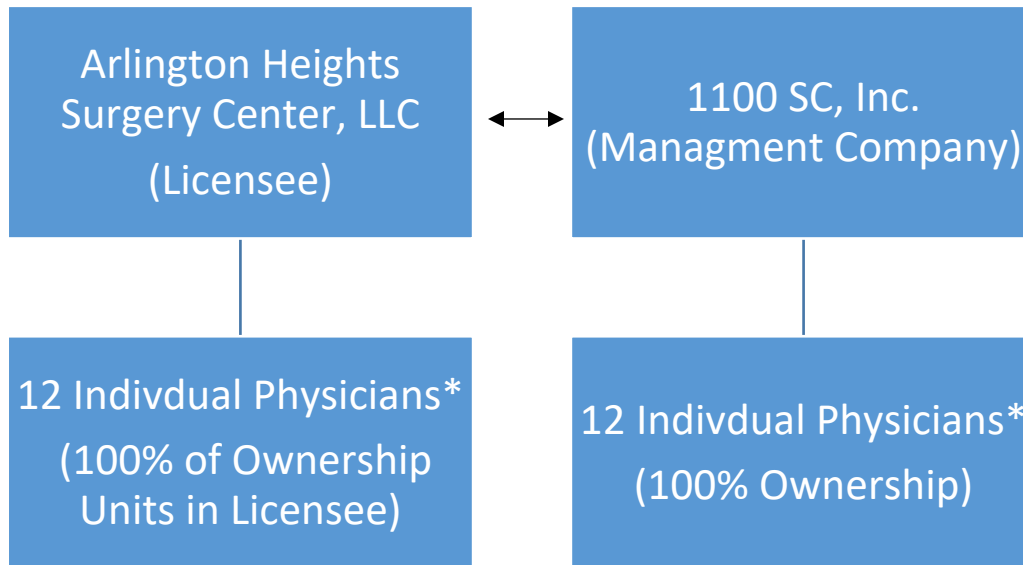 Arlington Heights
Surgery Center, LLC
(Licensee)
1100 SC, Inc.
(Managment Company)
12 Indivdual Physicians*
(100% of Ownership
Units in Licensee)
12 Indivdual Physicians*
(100% Ownership)